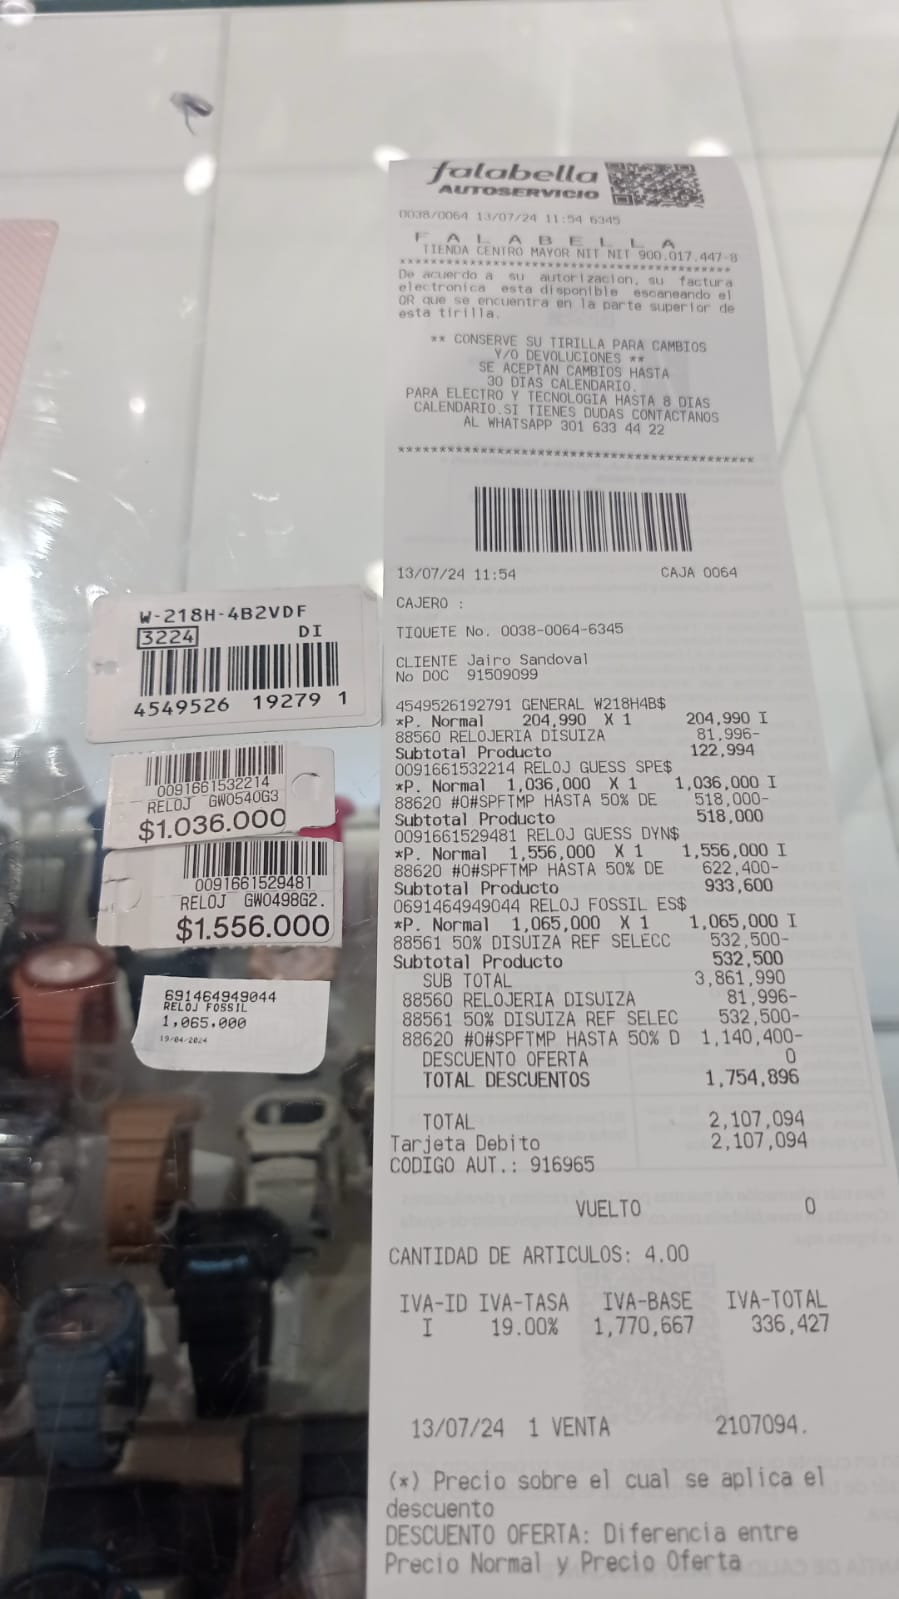 falabella
AUTOSERVICIO
0038/0064 13/07/24 11:54 6345
F A L A B E L L A
TIENDA CENTRO MAYOR NIT NIT 900.017.447-8
******************************************
De acuerdo a su autorizacion, su factura
electronica esta disponible escaneando el
QR que se encuentra en la parte superior de
esta tirilla.
** CONSERVE SU TIRILLA PARA CAMBIOS
Y/O DEVOLUCIONES **
SE ACEPTAN CAMBIOS HASTA
30 DIAS CALENDARIO.
PARA ELECTRO Y TECNOLOGIA HASTA 8 DIAS
CALENDARIO.SI TIENES DUDAS CONTACTANOS
AL WHATSAPP 301 633 44 22
******************************************
13/07/24 11:54 CAJA 0064
CAJERO :
TIQUETE No. 0038-0064-6345
CLIENTE Jairo Sandoval
No DOC 91509099
4549526192791 GENERAL W218H4B$
*P. Normal 204,990 X 1 204,990 I
88560 RELOJERIA DISUIZA 81,996-
Subtotal Producto 122,994
0091661532214 RELOJ GUESS SPE$
*P. Normal 1,036,000 X 1 1,036,000 I
88620 #O#SPFTMP HASTA 50% DE 518,000-
Subtotal Producto 518,000
0091661529481 RELOJ GUESS DYN$
*P. Normal 1,556,000 X 1 1,556,000 I
88620 #O#SPFTMP HASTA 50% DE 622,400-
Subtotal Producto 933,600
0691464949044 RELOJ FOSSIL ES$
*P. Normal 1,065,000 X 1 1,065,000 I
88561 50% DISUIZA REF SELECC 532,500-
Subtotal Producto 532,500
SUB TOTAL 3,861,990
88560 RELOJERIA DISUIZA 81,996-
88561 50% DISUIZA REF SELEC 532,500-
88620 #O#SPFTMP HASTA 50% D 1,140,400-
DESCUENTO OFERTA 0
TOTAL DESCUENTOS 1,754,896
TOTAL 2,107,094
Tarjeta Debito 2,107,094
CODIGO AUT.: 916965
VUELTO 0
CANTIDAD DE ARTICULOS: 4.00
IVA-ID IVA-TASA IVA-BASE IVA-TOTAL
I 19.00% 1,770,667 336,427
13/07/24 1 VENTA 2107094.
(*) Precio sobre el cual se aplica el
descuento
DESCUENTO OFERTA: Diferencia entre
Precio Normal y Precio Oferta
W-218H-4B2VDF
3224 DI
4549526 19279 1
0091661532214
RELOJ GW0540G3
$1.036.000
0091661529481
RELOJ GW0498G2.
$1.556.000
691464949044
RELOJ FOSSIL
1,065,000
19/04/2024